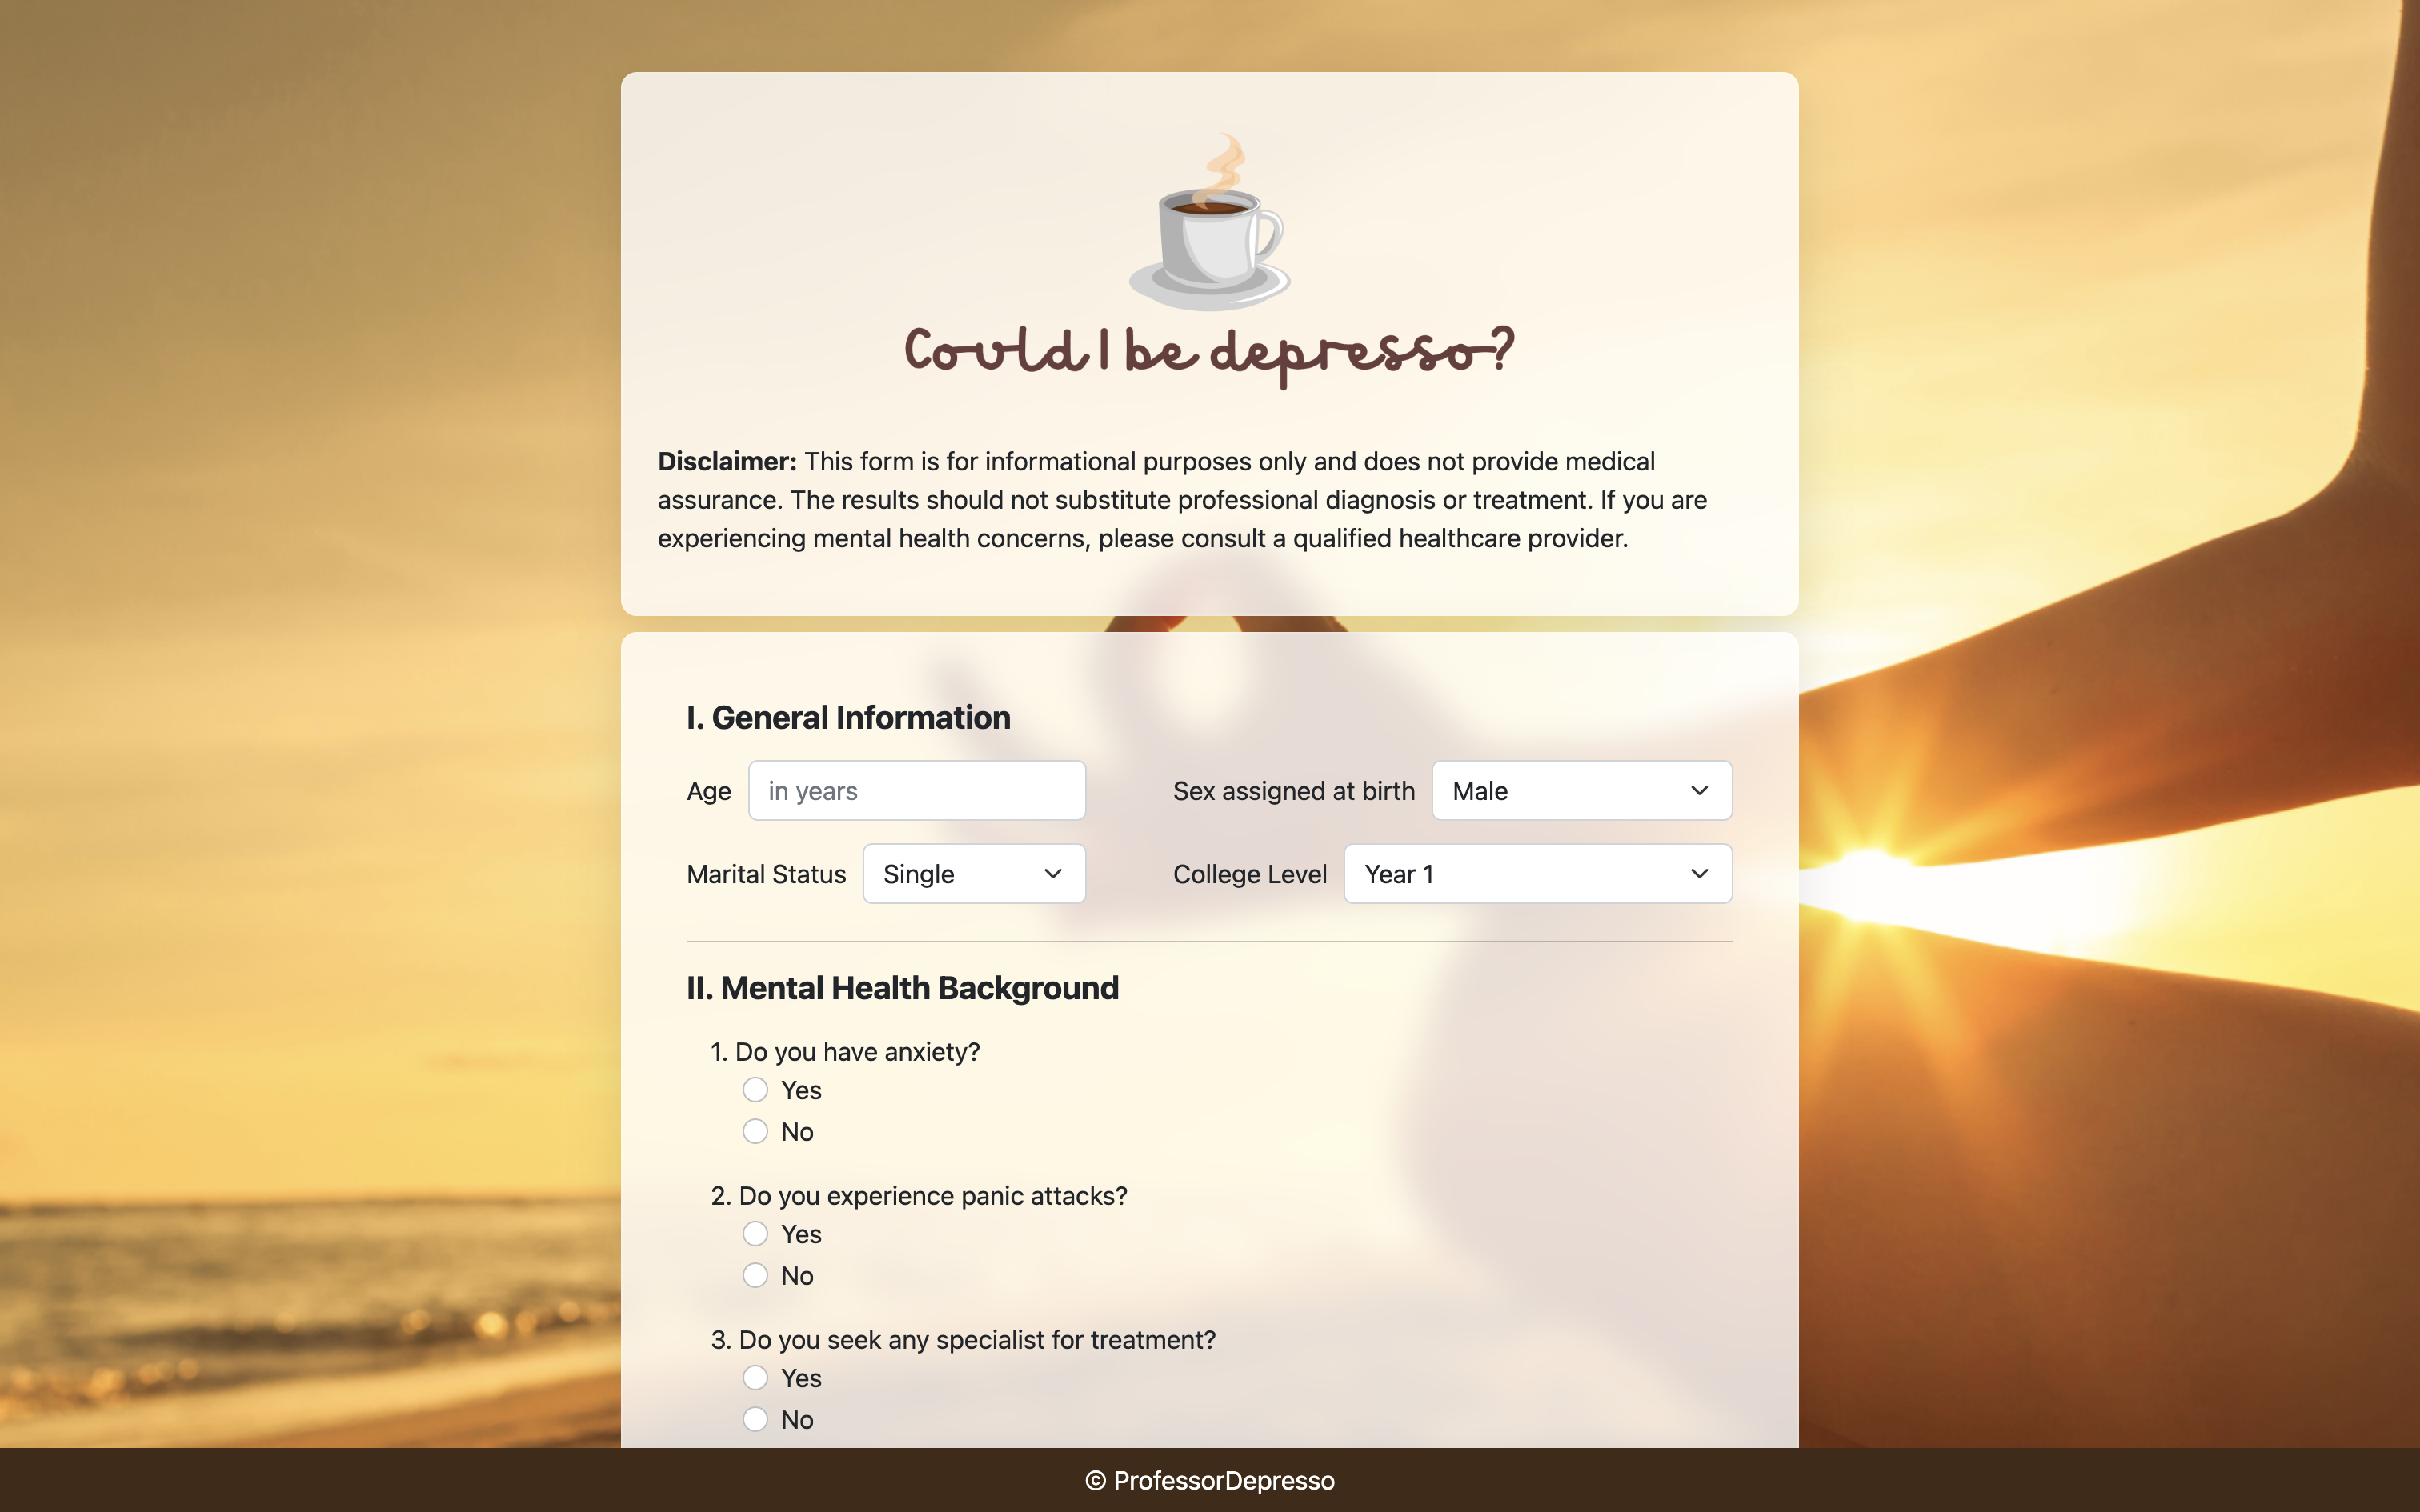 Could I be depresso?
Disclaimer: This form is for informational purposes only and does not provide medical
assurance. The results should not substitute professional diagnosis or treatment. If you are
experiencing mental health concerns, please consult a qualified healthcare provider.
I. General Information
Age in years Sex assigned at birth Male
Marital Status Single College Level Year 1
II. Mental Health Background
1. Do you have anxiety?
Yes
No
2. Do you experience panic attacks?
Yes
No
3. Do you seek any specialist for treatment?
Yes
No
© ProfessorDepresso